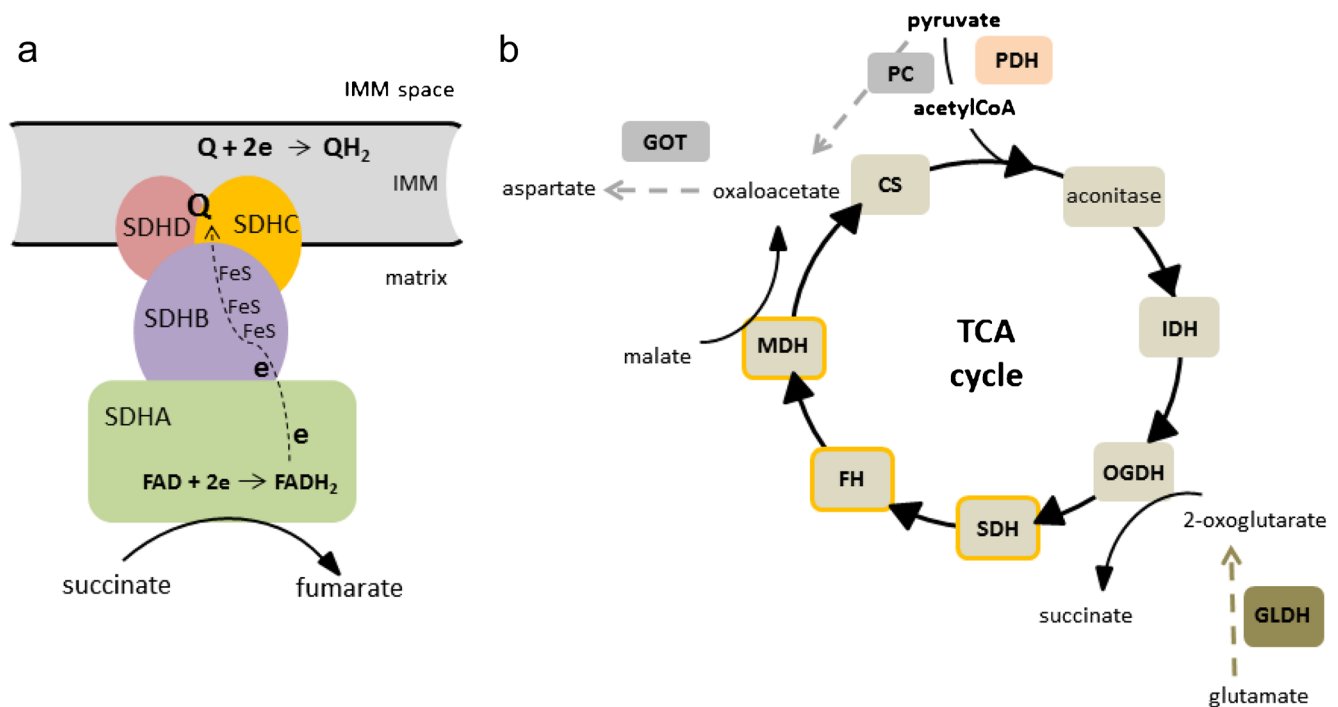 a
IMM space
Q + 2e → QH₂
IMM
Q
SDHD
SDHC
matrix
FeS
FeS
FeS
SDHB
e
SDHA
e
FAD + 2e → FADH₂
succinate
fumarate
b
pyruvate
PC
PDH
acetylCoA
GOT
aspartate
oxaloacetate
CS
aconitase
IDH
TCA
cycle
MDH
malate
FH
SDH
OGDH
2-oxoglutarate
succinate
GLDH
glutamate